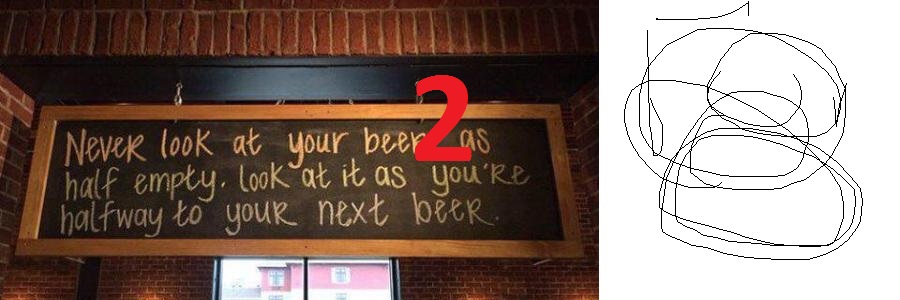 Never look at your beer as
half empty. look at it as you're
halfway to your next beer.
2